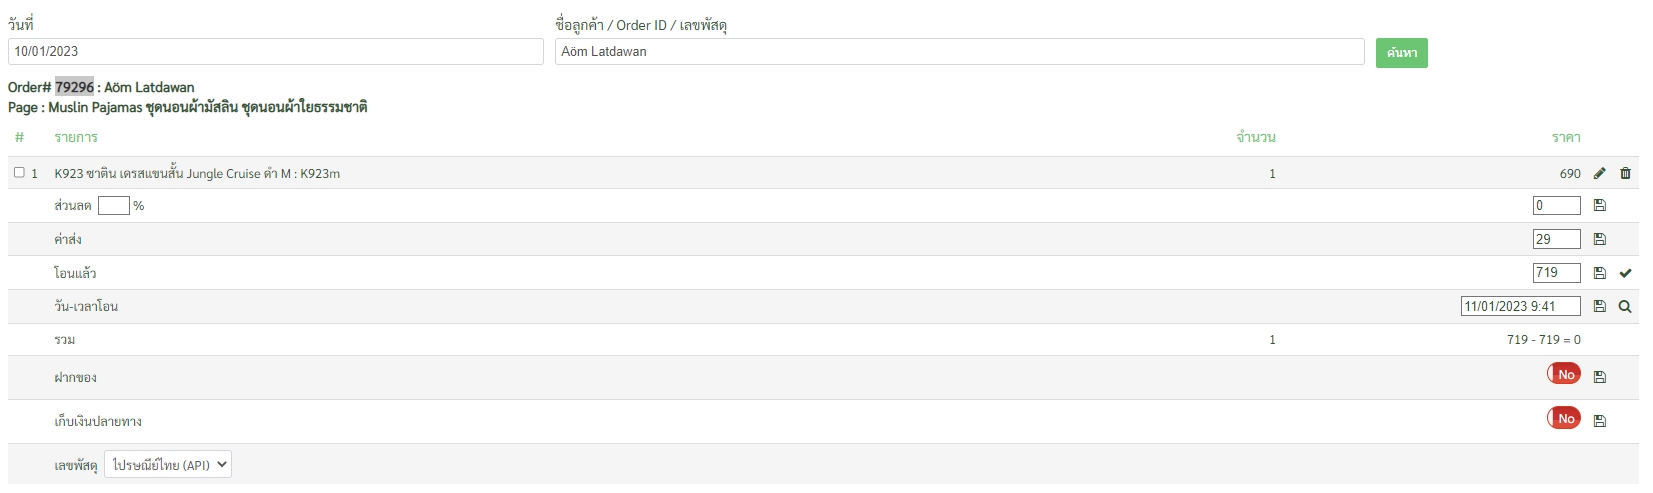 วันที่
ชื่อลูกค้า / Order ID / เลขพัสดุ
10/01/2023
Aöm Latdawan
ค้นหา
Order# 79296 : Aöm Latdawan
Page : Muslin Pajamas ชุดนอนผ้ามัสลิน ชุดนอนผ้าใยธรรมชาติ
# รายการ จำนวน ราคา
1 K923 ซาติน เดรสแขนสั้น Jungle Cruise ดำ M : K923m 1 690
ส่วนลด % 0
ค่าส่ง 29
โอนแล้ว 719
วัน-เวลาโอน 11/01/2023 9:41
รวม 1 719 - 719 = 0
ฝากของ No
เก็บเงินปลายทาง No
เลขพัสดุ ไปรษณีย์ไทย (API)